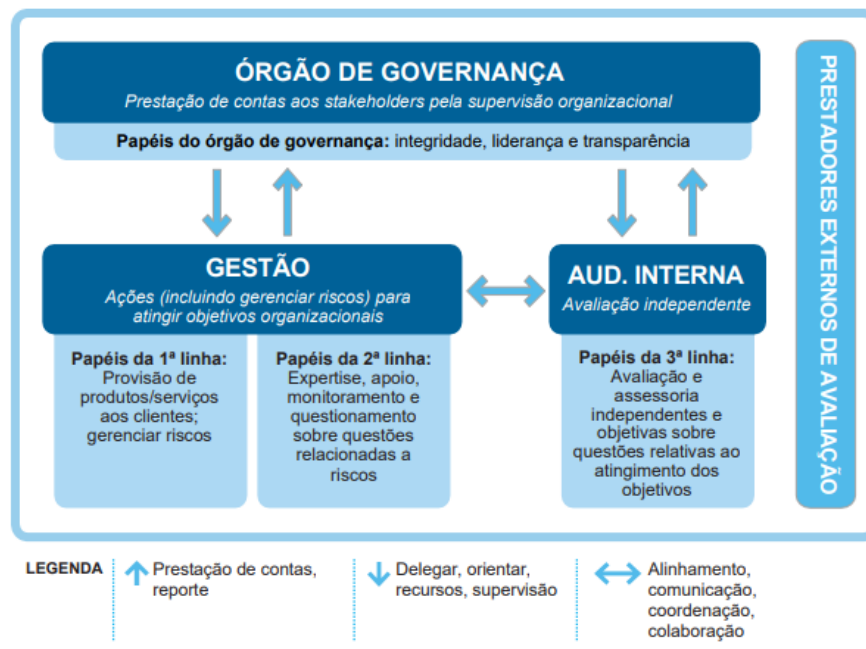 ÓRGÃO DE GOVERNANÇA
Prestação de contas aos stakeholders pela supervisão organizacional
Papéis do órgão de governança: integridade, liderança e transparência
GESTÃO
Ações (incluindo gerenciar riscos) para
atingir objetivos organizacionais
Papéis da 1ª linha:
Provisão de
produtos/serviços
aos clientes;
gerenciar riscos
Papéis da 2ª linha:
Expertise, apoio,
monitoramento e
questionamento
sobre questões
relacionadas a
riscos
AUD. INTERNA
Avaliação independente
Papéis da 3ª linha:
Avaliação e
assessoria
independentes e
objetivas sobre
questões relativas ao
atingimento dos
objetivos
PRESTADORES EXTERNOS DE AVALIAÇÃO
LEGENDA
Prestação de contas,
reporte
Delegar, orientar,
recursos, supervisão
Alinhamento,
comunicação,
coordenação,
colaboração